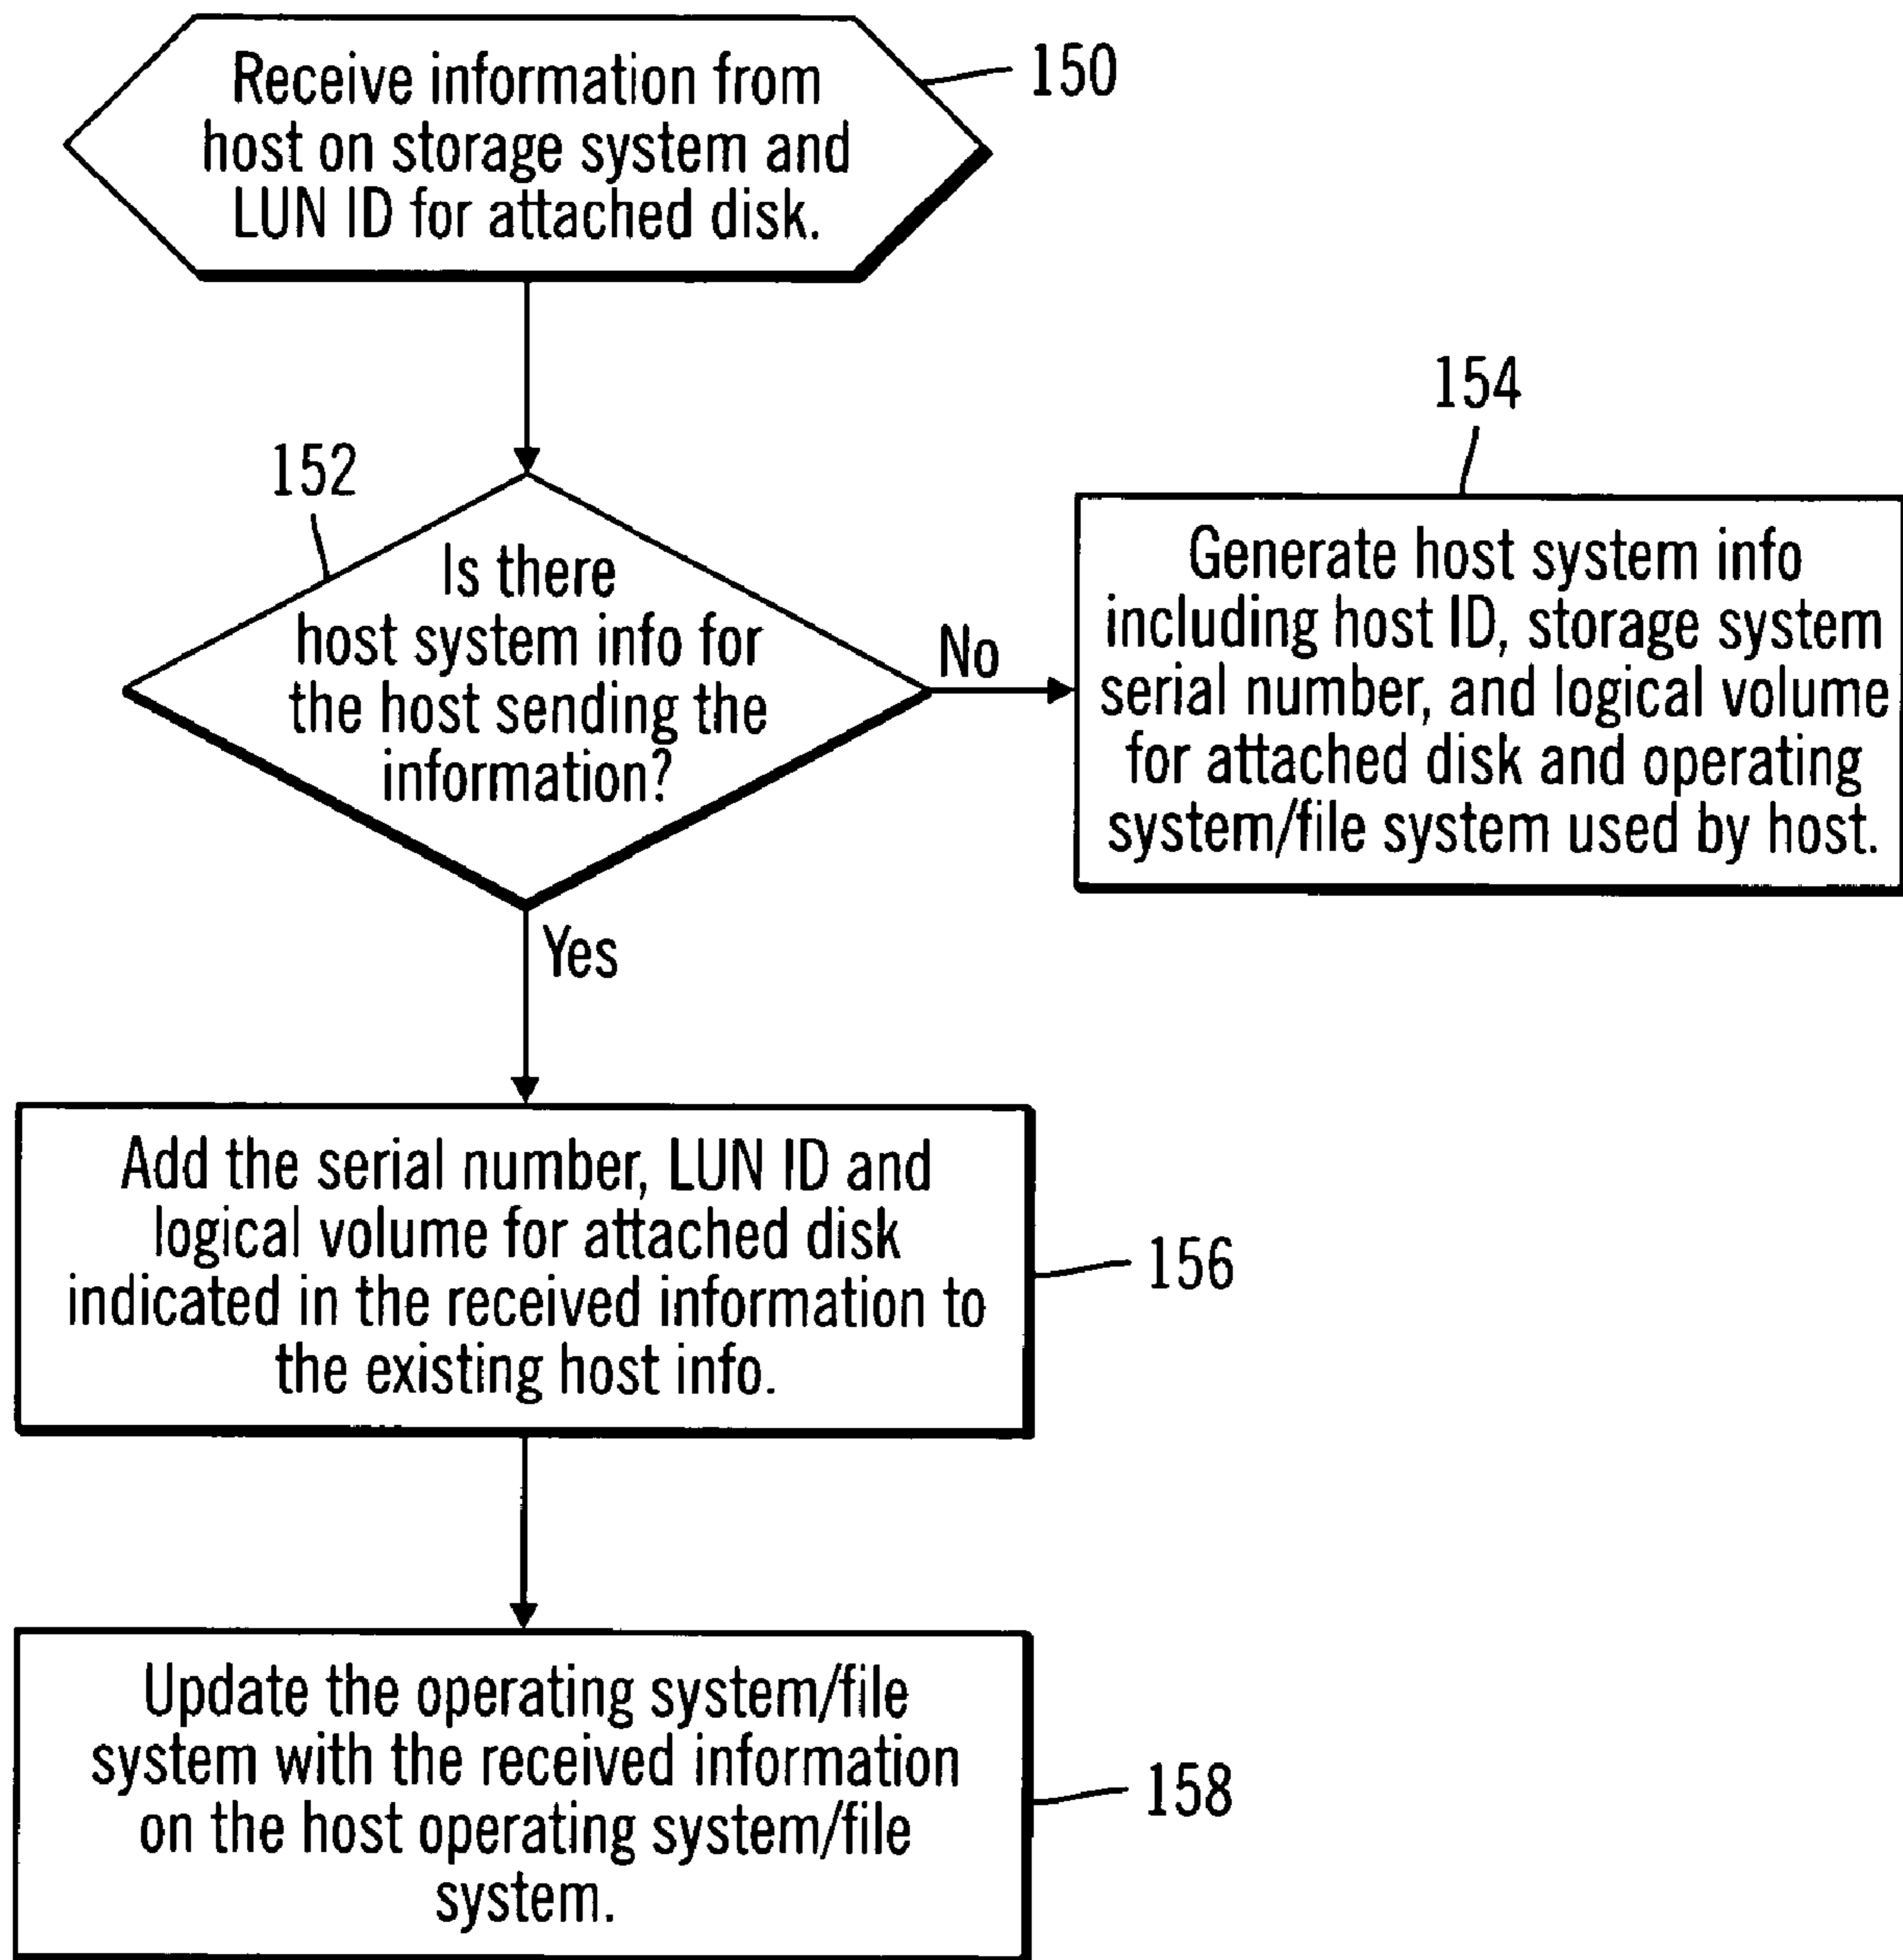 Receive information from
host on storage system and
LUN ID for attached disk.
150
152
Is there
host system info for
the host sending the
information?
No
Yes
154
Generate host system info
including host ID, storage system
serial number, and logical volume
for attached disk and operating
system/file system used by host.
Add the serial number, LUN ID and
logical volume for attached disk
indicated in the received information to
the existing host info.
156
Update the operating system/file
system with the received information
on the host operating system/file
system.
158